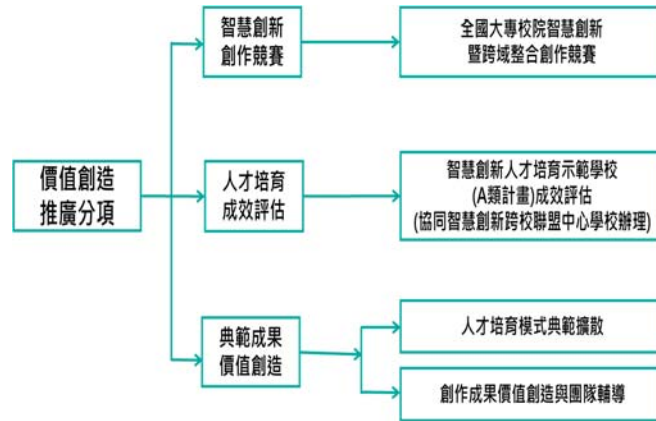 智慧創新
創作競賽
全國大專校院智慧創新
暨跨域整合創作競賽
價值創造
推廣分項
人才培育
成效評估
智慧創新人才培育示範學校
(A類計畫)成效評估
(協同智慧創新跨校聯盟中心學校辦理)
典範成果
價值創造
人才培育模式典範擴散
創作成果價值創造與團隊輔導